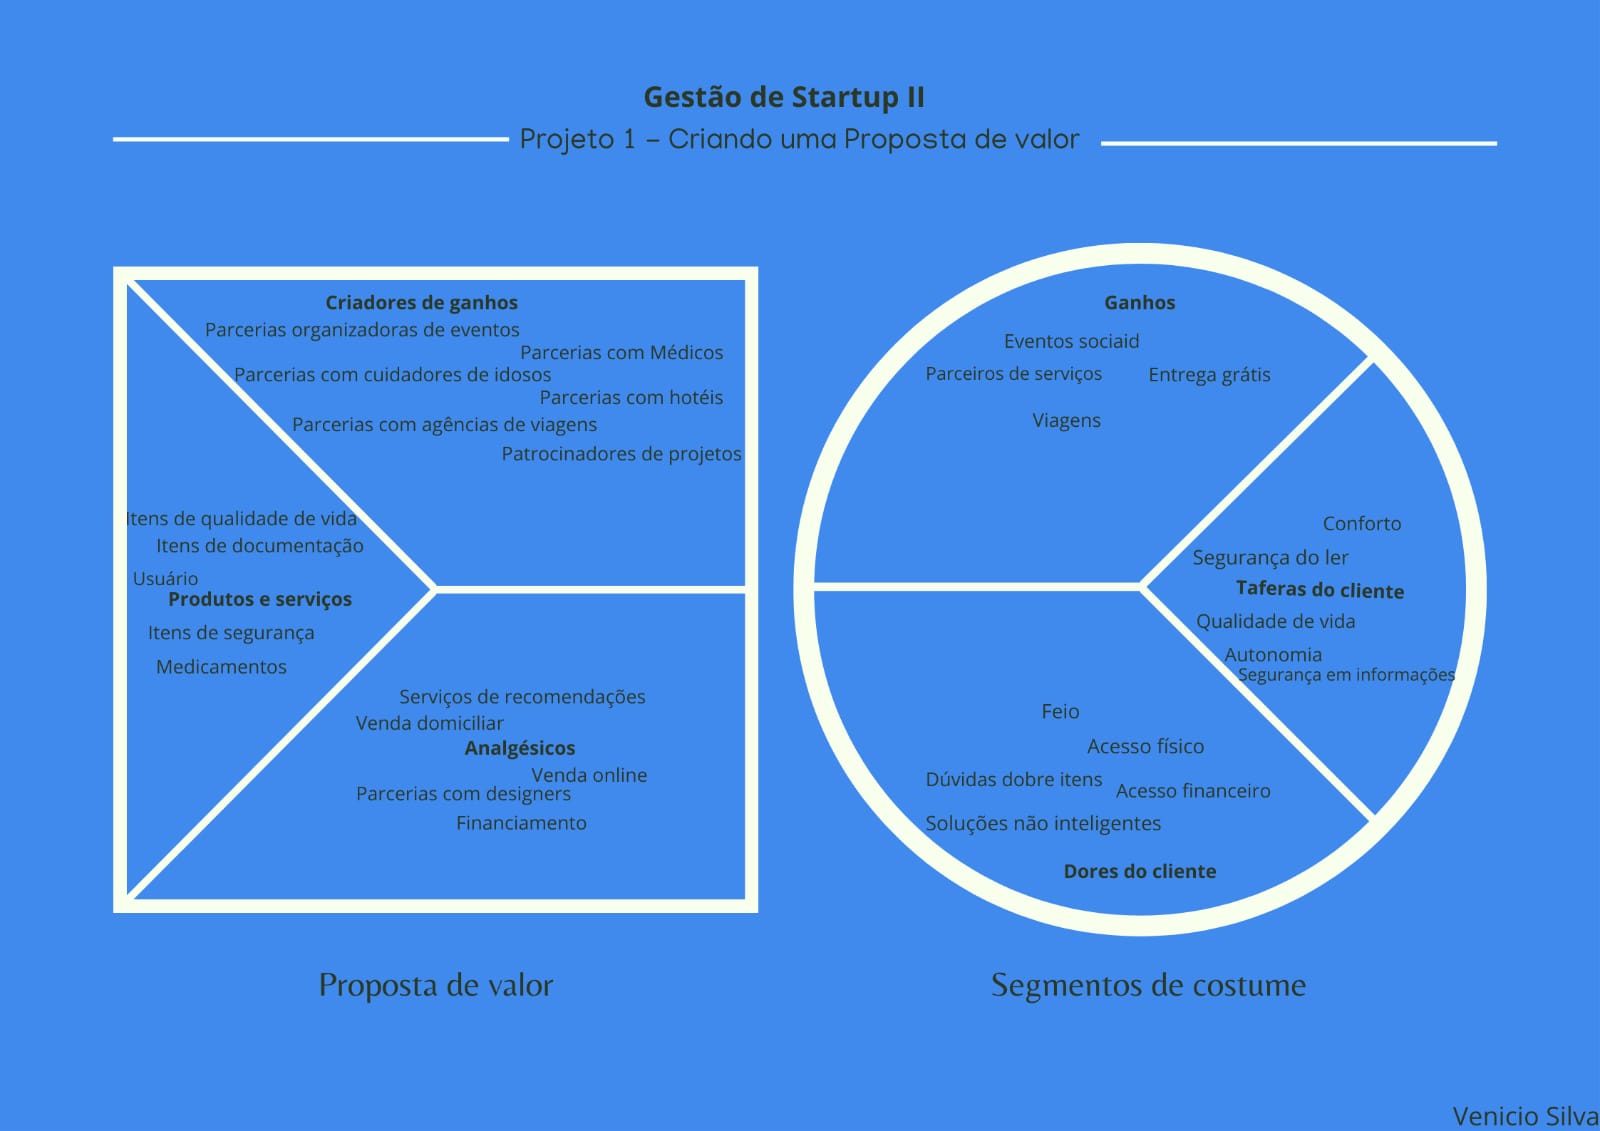 Gestão de Startup II
Projeto 1 - Criando uma Proposta de valor
Criadores de ganhos
Parcerias organizadoras de eventos
Parcerias com Médicos
Parcerias com cuidadores de idosos
Parcerias com hotéis
Parcerias com agências de viagens
Patrocinadores de projetos
Itens de qualidade de vida
Itens de documentação
Usuário
Produtos e serviços
Itens de segurança
Medicamentos
Serviços de recomendações
Venda domiciliar
Analgésicos
Venda online
Parcerias com designers
Financiamento
Proposta de valor
Ganhos
Eventos sociaid
Parceiros de serviços
Entrega grátis
Viagens
Conforto
Segurança do ler
Taferas do cliente
Qualidade de vida
Autonomia
Segurança em informações
Feio
Acesso físico
Dúvidas dobre itens
Acesso financeiro
Soluções não inteligentes
Dores do cliente
Segmentos de costume
Venicio Silva